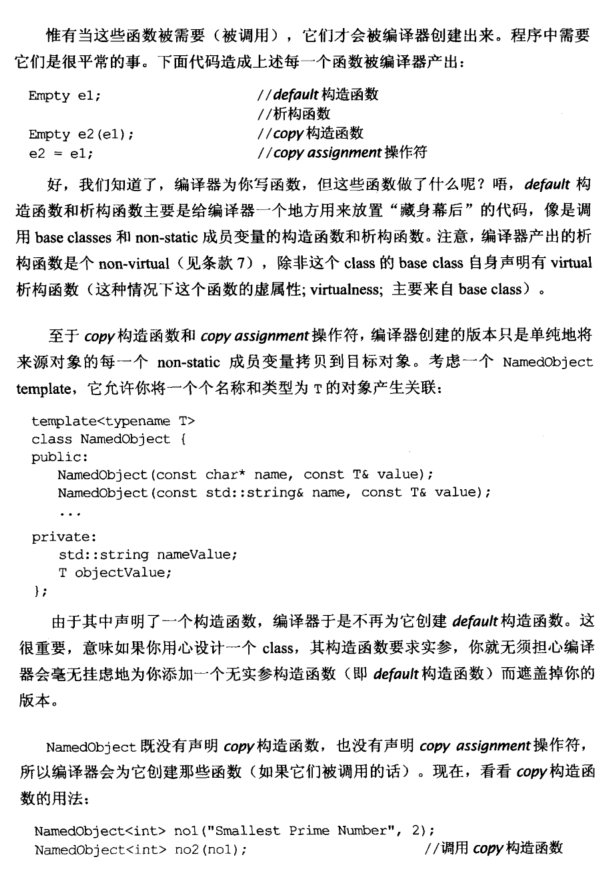 惟有当这些函数被需要（被调用），它们才会被编译器创建出来。程序中需要
它们是很平常的事。下面代码造成上述每一个函数被编译器产出：
Empty e1; //default 构造函数
//析构函数
Empty e2(e1); //copy 构造函数
e2 = e1; //copy assignment 操作符
好，我们知道了，编译器为你写函数，但这些函数做了什么呢？唔，default 构
造函数和析构函数主要是给编译器一个地方用来放置“藏身幕后”的代码，像是调
用 base classes 和 non-static 成员变量的构造函数和析构函数。注意，编译器产出的析
构函数是个 non-virtual（见条款 7），除非这个 class 的 base class 自身声明有 virtual
析构函数（这种情况下这个函数的虚属性; virtualness; 主要来自 base class）。
至于 copy 构造函数和 copy assignment 操作符，编译器创建的版本只是单纯地将
来源对象的每一个 non-static 成员变量拷贝到目标对象。考虑一个 NamedObject
template，它允许你将一个个名称和类型为 T 的对象产生关联：
template<typename T>
class NamedObject {
public:
NamedObject(const char* name, const T& value);
NamedObject(const std::string& name, const T& value);
...
private:
std::string nameValue;
T objectValue;
};
由于其中声明了一个构造函数，编译器于是不再为它创建 default 构造函数。这
很重要，意味如果你用心设计一个 class，其构造函数要求实参，你就无须担心编译
器会毫无挂虑地为你添加一个无实参构造函数（即 default 构造函数）而遮盖掉你的
版本。
NamedObject 既没有声明 copy 构造函数，也没有声明 copy assignment 操作符，
所以编译器会为它创建那些函数（如果它们被调用的话）。现在，看看 copy 构造函
数的用法：
NamedObject<int> no1("Smallest Prime Number", 2);
NamedObject<int> no2(no1); //调用 copy 构造函数